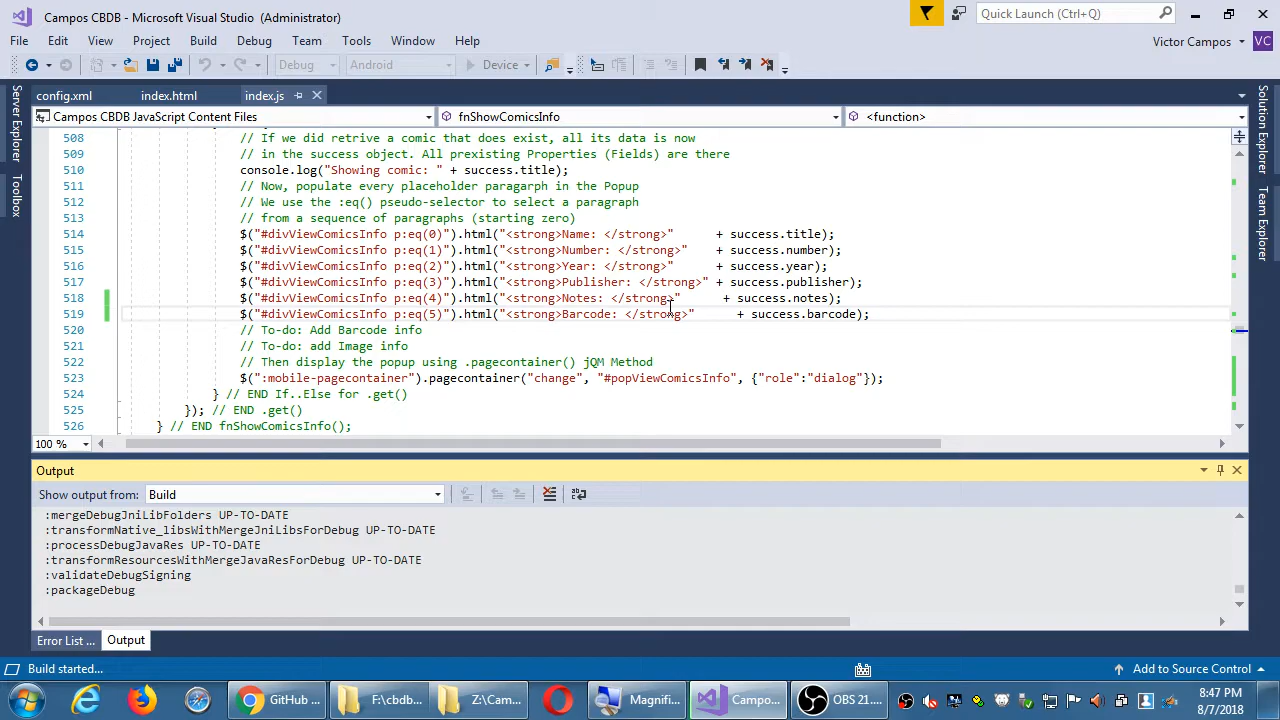 Campos CBDB - Microsoft Visual Studio (Administrator)
Quick Launch (Ctrl+Q)
File Edit View Project Build Debug Team Tools Window Help
Victor Campos VC
Debug Android Device
config.xml index.html index.js
Campos CBDB JavaScript Content Files fnShowComicsInfo <function>
Server Explorer
Toolbox
Solution Explorer
Team Explorer
508 // If we did retrive a comic that does exist, all its data is now
509 // in the success object. All prexisting Properties (Fields) are there
510 console.log("Showing comic: " + success.title);
511 // Now, populate every placeholder paragarph in the Popup
512 // We use the :eq() pseudo-selector to select a paragraph
513 // from a sequence of paragraphs (starting zero)
514 $("#divViewComicsInfo p:eq(0)").html("<strong>Name: </strong>" + success.title);
515 $("#divViewComicsInfo p:eq(1)").html("<strong>Number: </strong>" + success.number);
516 $("#divViewComicsInfo p:eq(2)").html("<strong>Year: </strong>" + success.year);
517 $("#divViewComicsInfo p:eq(3)").html("<strong>Publisher: </strong>" + success.publisher);
518 $("#divViewComicsInfo p:eq(4)").html("<strong>Notes: </strong>" + success.notes);
519 $("#divViewComicsInfo p:eq(5)").html("<strong>Barcode: </strong>" + success.barcode);
520 // To-do: Add Barcode info
521 // To-do: add Image info
522 // Then display the popup using .pagecontainer() jQM Method
523 $(":mobile-pagecontainer").pagecontainer("change", "#popViewComicsInfo", {"role":"dialog"});
524 } // END If..Else for .get()
525 }); // END .get()
526 } // END fnShowComicsInfo();
100 %
Output
Show output from: Build
:mergeDebugJniLibFolders UP-TO-DATE
:transformNative_libsWithMergeJniLibsForDebug UP-TO-DATE
:processDebugJavaRes UP-TO-DATE
:transformResourcesWithMergeJavaResForDebug UP-TO-DATE
:validateDebugSigning
:packageDebug
Error List ... Output
Build started... Add to Source Control
GitHub ... F:\cbdb... Z:\Cam... Magnifi... Campo... OBS 21....
8:47 PM
8/7/2018